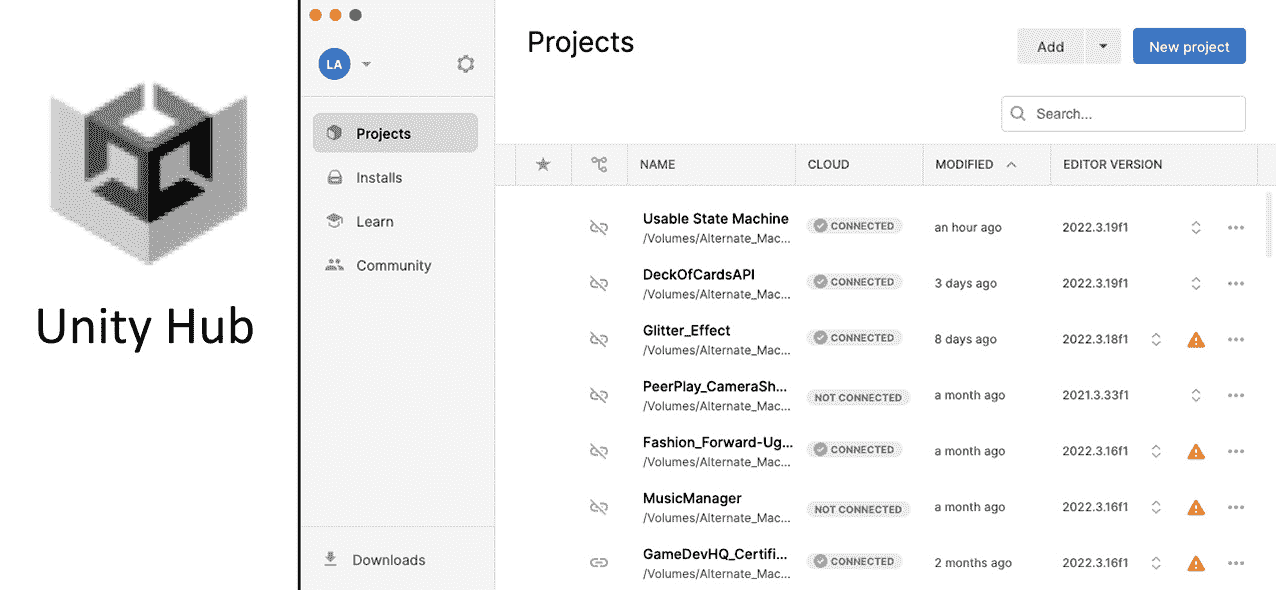 Unity Hub
LA
Projects
Installs
Learn
Community
Downloads
Projects
Add
New project
Search...
NAME CLOUD MODIFIED EDITOR VERSION
Usable State Machine CONNECTED an hour ago 2022.3.19f1
/Volumes/Alternate_Mac...
DeckOfCardsAPI CONNECTED 3 days ago 2022.3.19f1
/Volumes/Alternate_Mac...
Glitter_Effect CONNECTED 8 days ago 2022.3.18f1
/Volumes/Alternate_Mac...
PeerPlay_CameraSh... NOT CONNECTED a month ago 2021.3.33f1
/Volumes/Alternate_Mac...
Fashion_Forward-Ug... CONNECTED a month ago 2022.3.16f1
/Volumes/Alternate_Mac...
MusicManager NOT CONNECTED a month ago 2022.3.16f1
/Volumes/Alternate_Mac...
GameDevHQ_Certifi... CONNECTED 2 months ago 2022.3.16f1
/Volumes/Alternate_Mac...